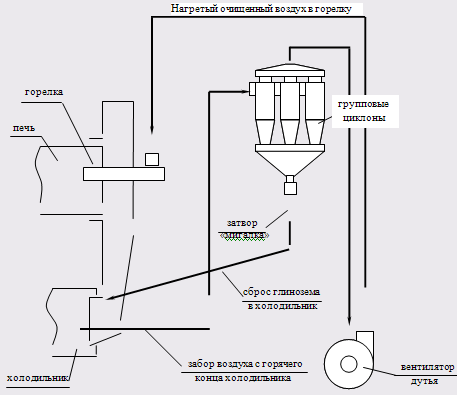 Нагретый очищенный воздух в горелку
горелка
групповые
циклоны
печь
затвор
«мигалка»
сброс глинозема
в холодильник
забор воздуха с горячего
конца холодильника
вентилятор
дутья
холодильник